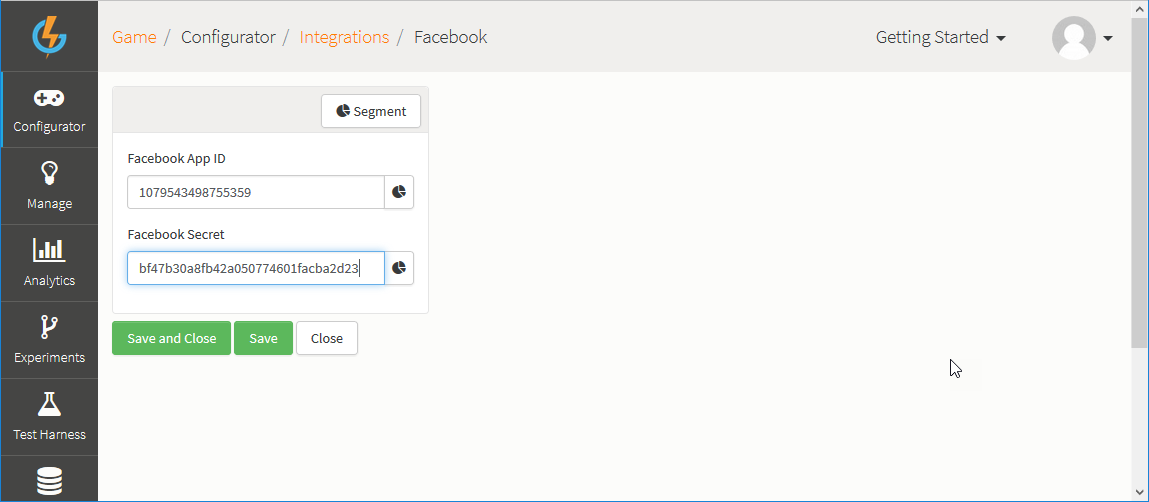 Game / Configurator / Integrations / Facebook
Getting Started
Configurator
Manage
Analytics
Experiments
Test Harness
Segment
Facebook App ID
1079543498755359
Facebook Secret
bf47b30a8fb42a050774601facba2d23
Save and Close
Save
Close